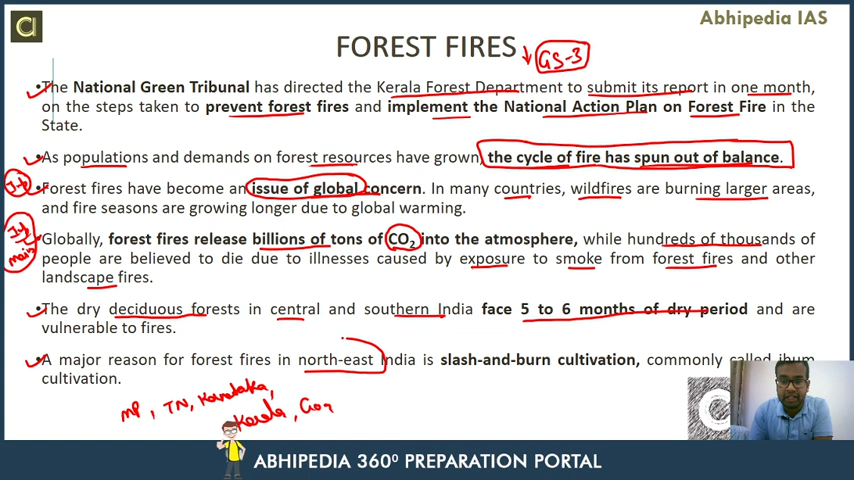 Abhipedia IAS
FOREST FIRES
GS-3
•The National Green Tribunal has directed the Kerala Forest Department to submit its report in one month,
on the steps taken to prevent forest fires and implement the National Action Plan on Forest Fire in the
State.
•As populations and demands on forest resources have grown, the cycle of fire has spun out of balance.
•Forest fires have become an issue of global concern. In many countries, wildfires are burning larger areas,
and fire seasons are growing longer due to global warming.
•Globally, forest fires release billions of tons of CO₂ into the atmosphere, while hundreds of thousands of
people are believed to die due to illnesses caused by exposure to smoke from forest fires and other
landscape fires.
•The dry deciduous forests in central and southern India face 5 to 6 months of dry period and are
vulnerable to fires.
•A major reason for forest fires in north-east India is slash-and-burn cultivation, commonly called jhum
cultivation.
MP, TN, Karnataka,
Kerala, Goa
ABHIPEDIA 360⁰ PREPARATION PORTAL